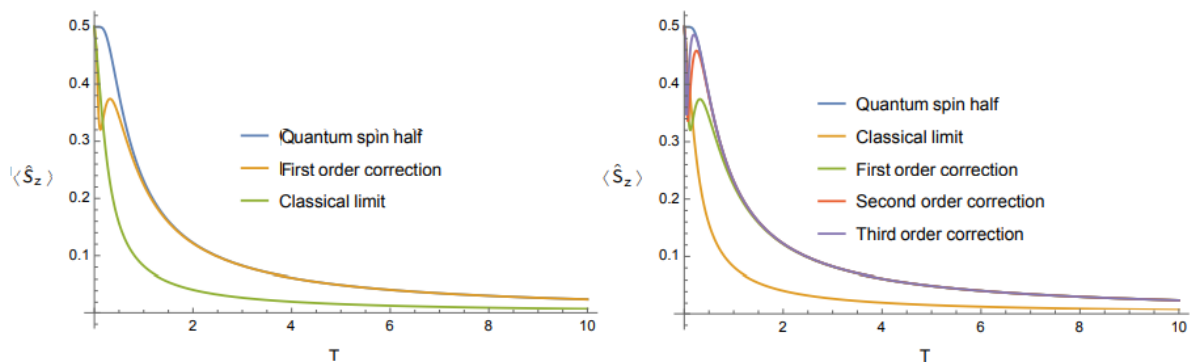 0.5
0.4
0.3
⟨Ŝz⟩
0.2
0.1
2
4
6
8
10
T
Quantum spin half
First order correction
Classical limit
0.5
0.4
0.3
⟨Ŝz⟩
0.2
0.1
2
4
6
8
10
T
Quantum spin half
Classical limit
First order correction
Second order correction
Third order correction